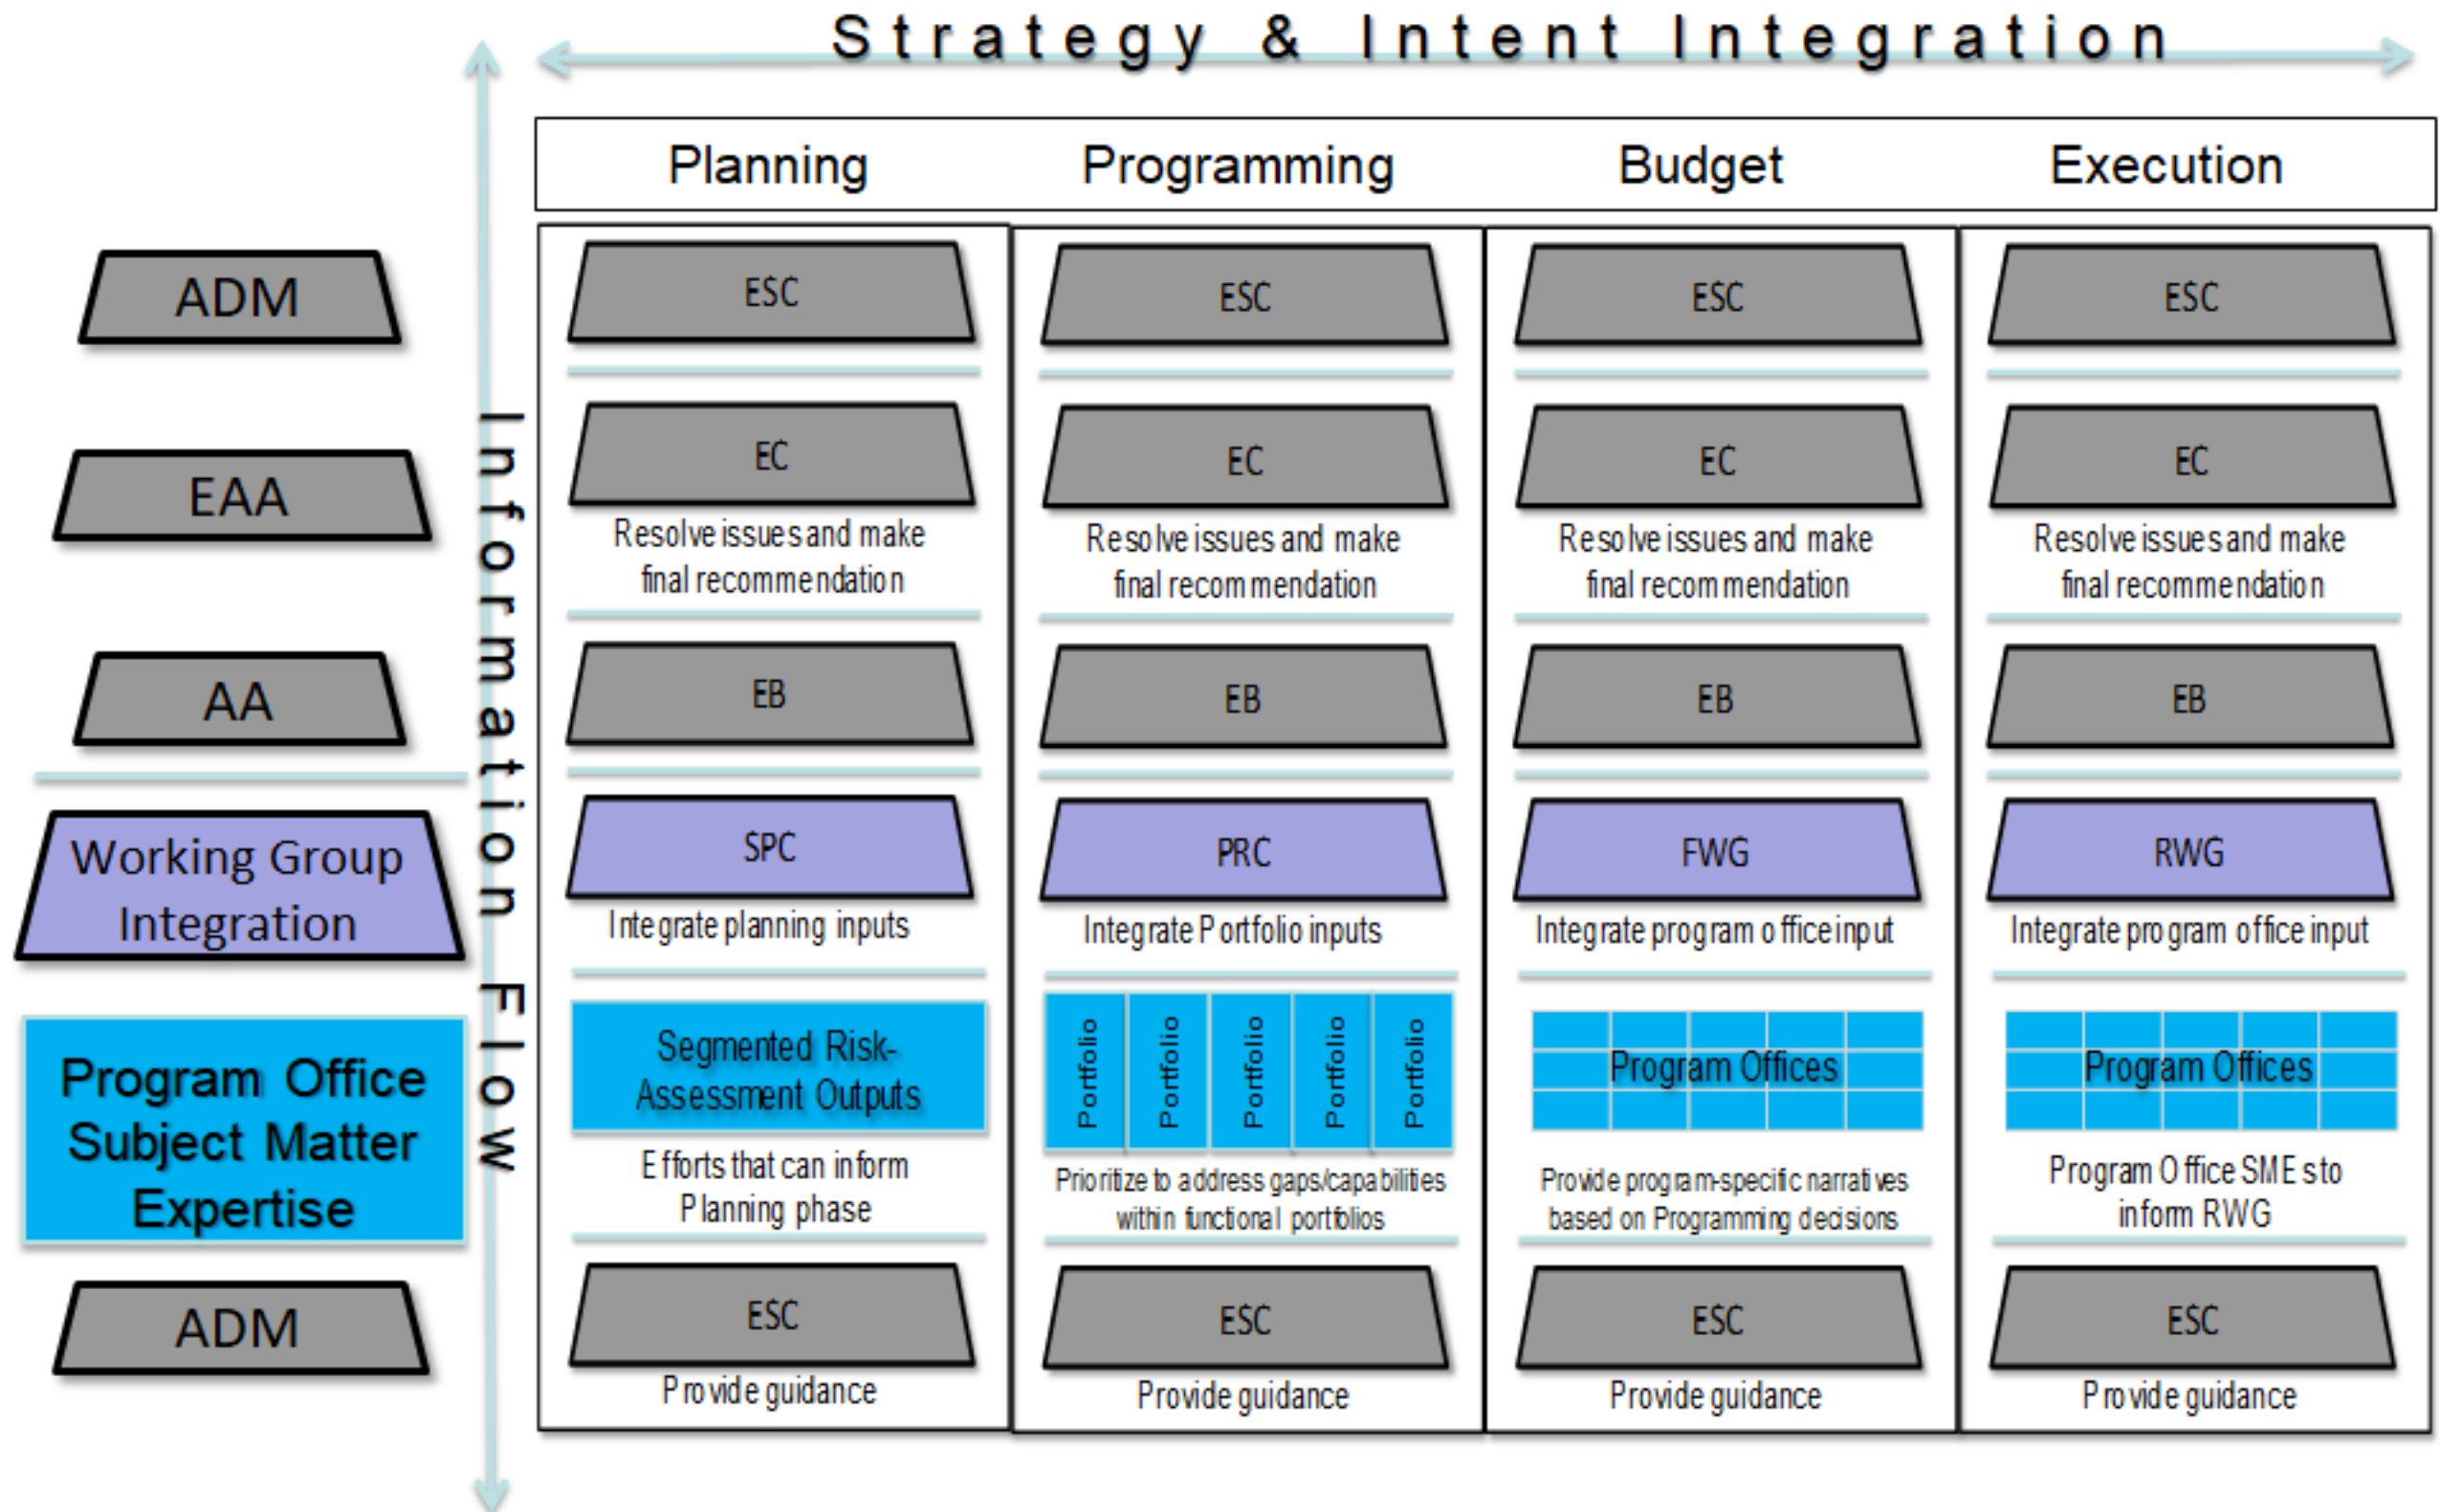 Strategy & Intent Integration
Information Flow
Planning Programming Budget Execution
ADM
ESC ESC ESC ESC
EAA
EC EC EC EC
Resolve issues and make
final recommendation
Resolve issues and make
final recommendation
Resolve issues and make
final recommendation
Resolve issues and make
final recommendation
AA
EB EB EB EB
Working Group
Integration
SPC PRC FWG RWG
Integrate planning inputs
Integrate Portfolio inputs
Integrate program office input
Integrate program office input
Program Office
Subject Matter
Expertise
Segmented Risk-
Assessment Outputs
Efforts that can inform
Planning phase
Portfolio
Portfolio
Portfolio
Portfolio
Portfolio
Prioritize to address gaps/capabilities
within functional portfolios
Program Offices
Provide program-specific narratives
based on Programming decisions
Program Offices
Program Office SMEs to
inform RWG
ADM
ESC ESC ESC ESC
Provide guidance
Provide guidance
Provide guidance
Provide guidance